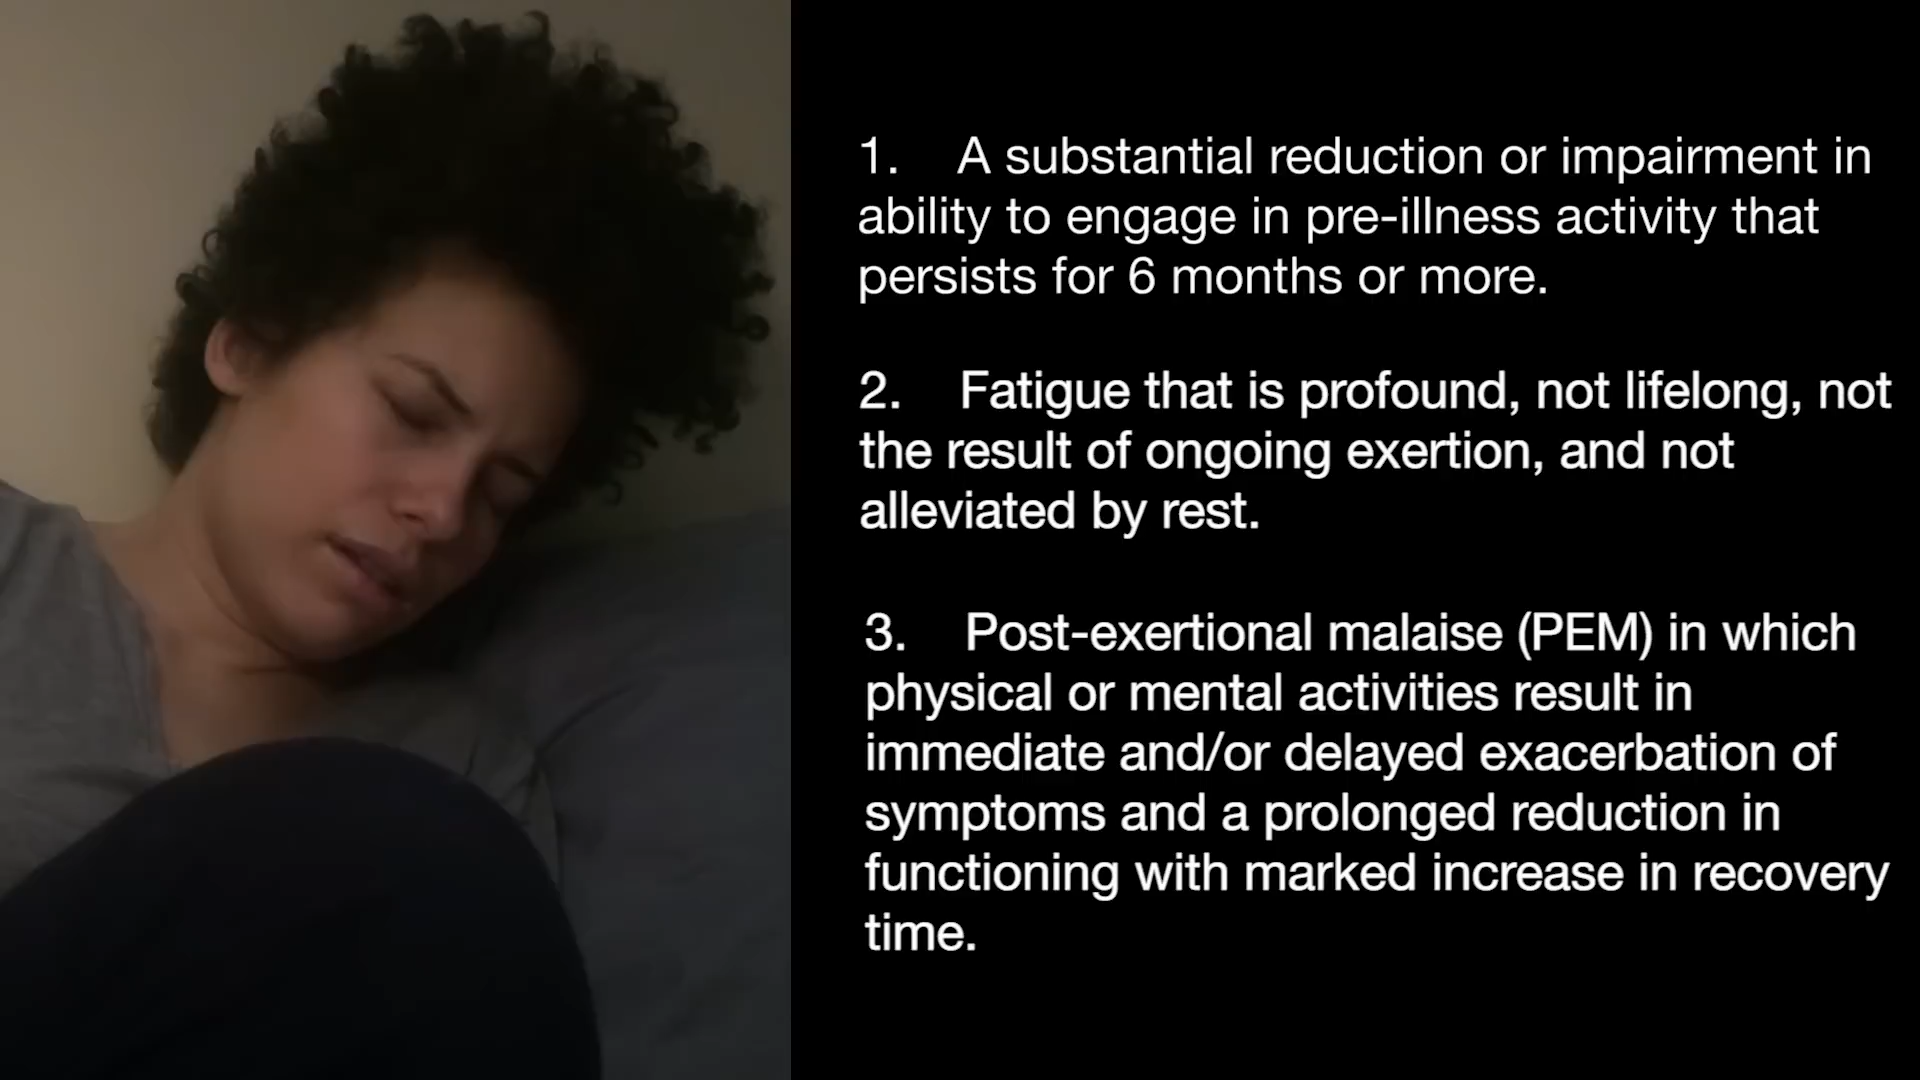 1. A substantial reduction or impairment in
ability to engage in pre-illness activity that
persists for 6 months or more.
2. Fatigue that is profound, not lifelong, not
the result of ongoing exertion, and not
alleviated by rest.
3. Post-exertional malaise (PEM) in which
physical or mental activities result in
immediate and/or delayed exacerbation of
symptoms and a prolonged reduction in
functioning with marked increase in recovery
time.